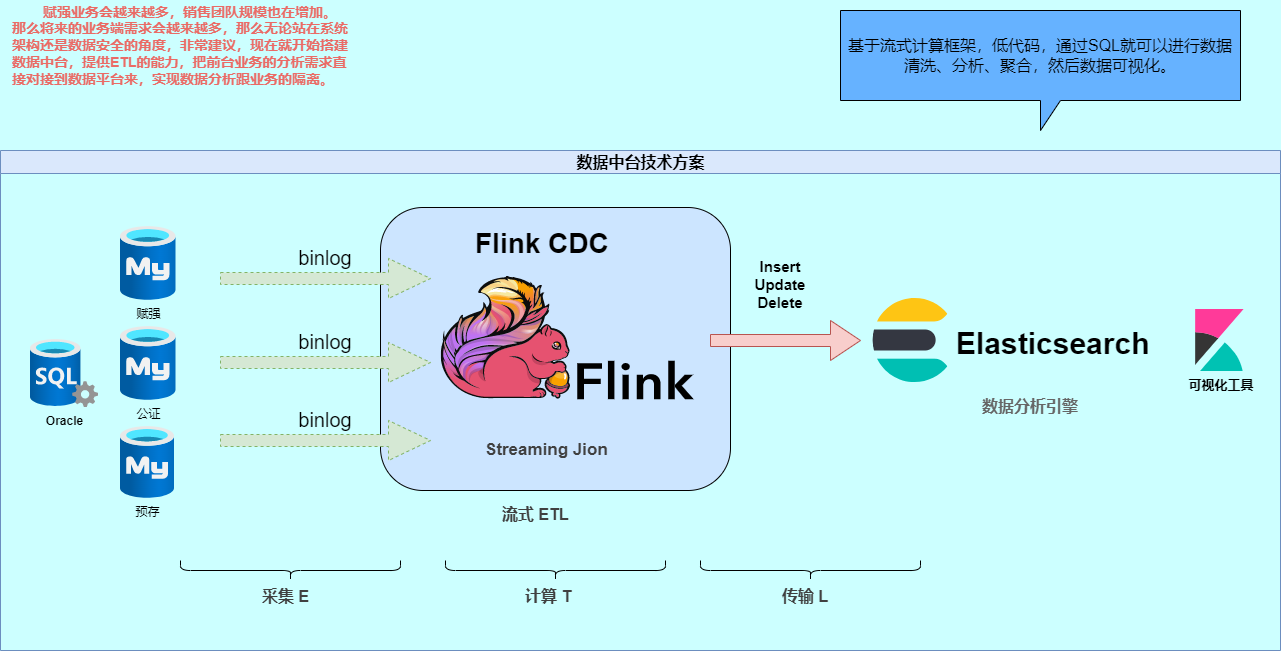 赋强业务会越来越多，销售团队规模也在增加。
那么将来的业务端需求会越来越多，那么无论站在系统
架构还是数据安全的角度，非常建议，现在就开始搭建
数据中台，提供ETL的能力，把前台业务的分析需求直
接对接到数据平台来，实现数据分析跟业务的隔离。
基于流式计算框架，低代码，通过SQL就可以进行数据
清洗、分析、聚合，然后数据可视化。
数据中台技术方案
SQL
Oracle
My
赋强
My
公证
My
预存
binlog
binlog
binlog
Flink CDC
Flink
Streaming Jion
流式 ETL
Insert
Update
Delete
Elasticsearch
数据分析引擎
可视化工具
采集 E
计算 T
传输 L